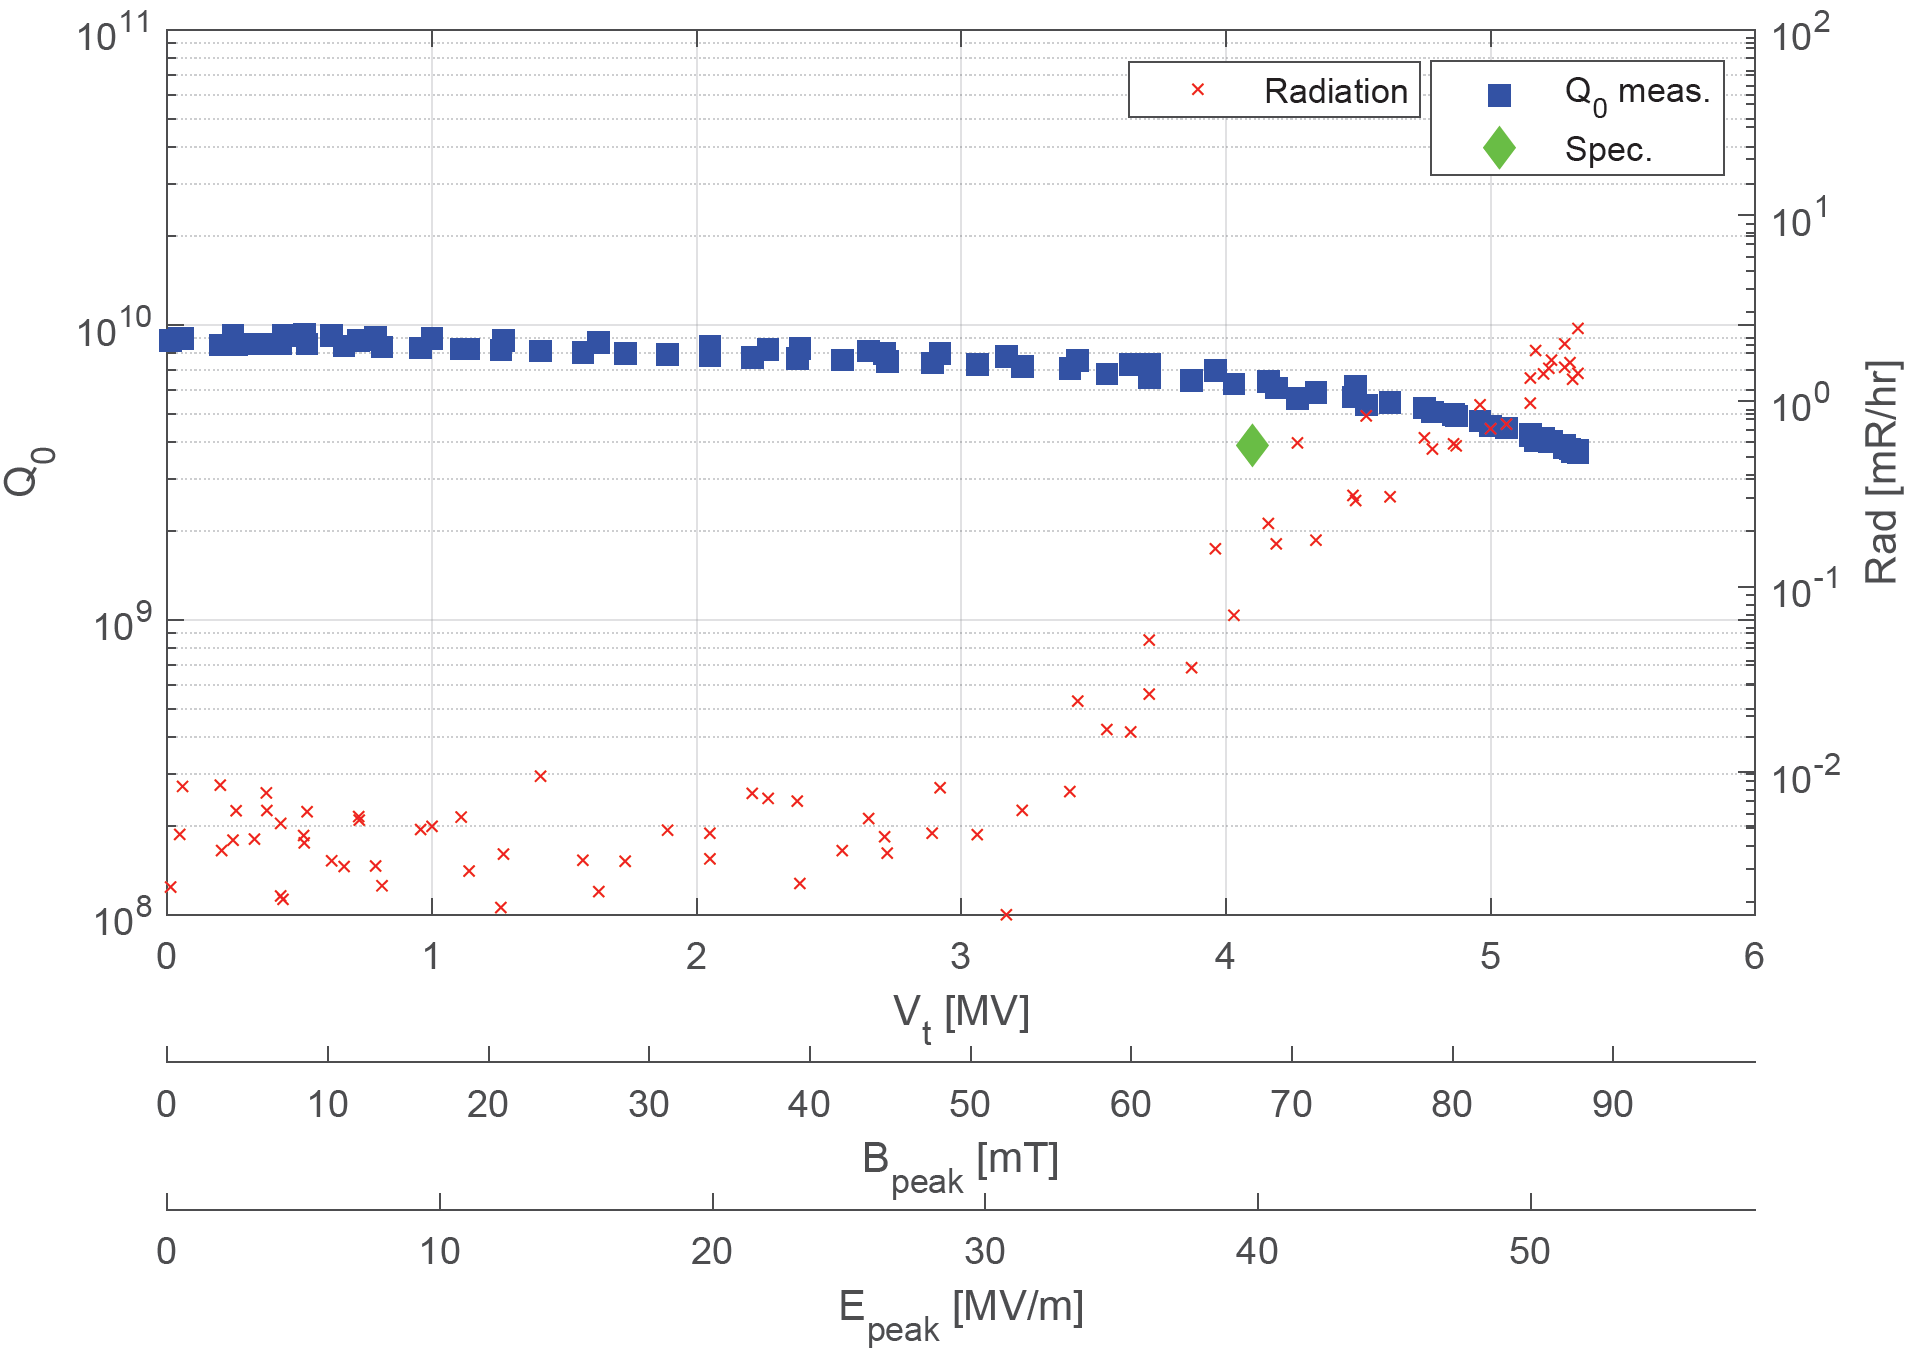 10^11
10^10
10^9
10^8
Q_0
Radiation
Q_0 meas.
Spec.
10^2
10^1
10^0
10^-1
10^-2
Rad [mR/hr]
0 1 2 3 4 5 6
V_t [MV]
0 10 20 30 40 50 60 70 80 90
B_peak [mT]
0 10 20 30 40 50
E_peak [MV/m]